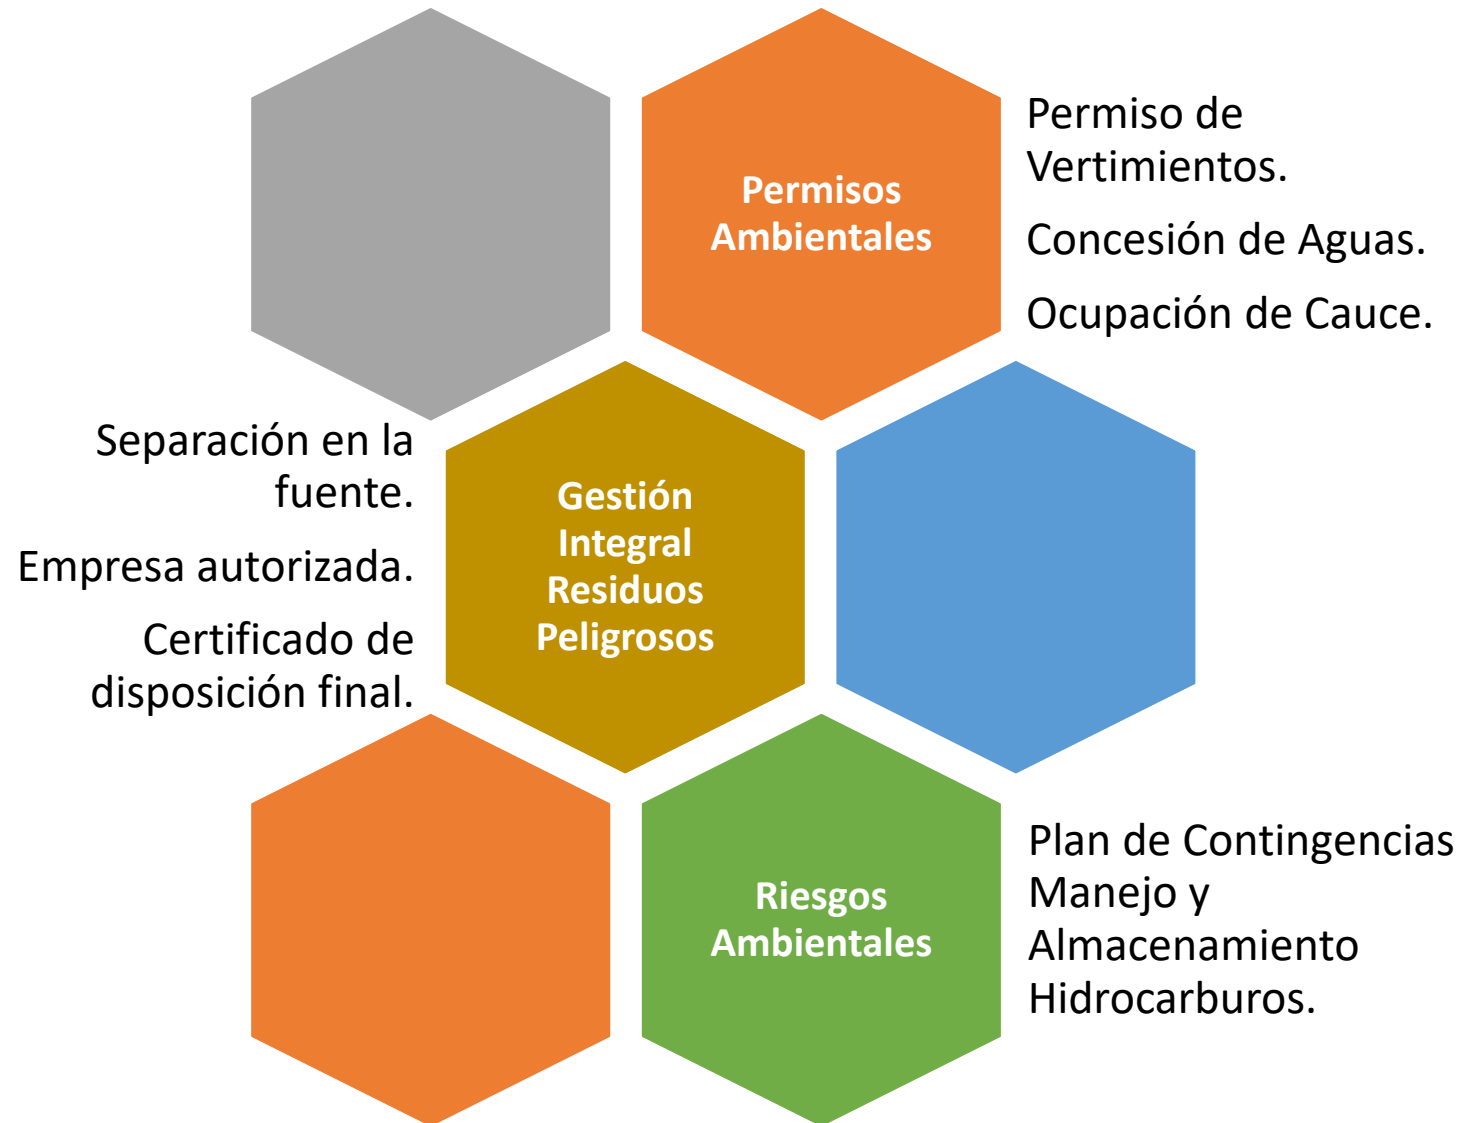 Permisos
Ambientales
Permiso de
Vertimientos.
Concesión de Aguas.
Ocupación de Cauce.
Separación en la
fuente.
Empresa autorizada.
Certificado de
disposición final.
Gestión
Integral
Residuos
Peligrosos
Riesgos
Ambientales
Plan de Contingencias
Manejo y
Almacenamiento
Hidrocarburos.